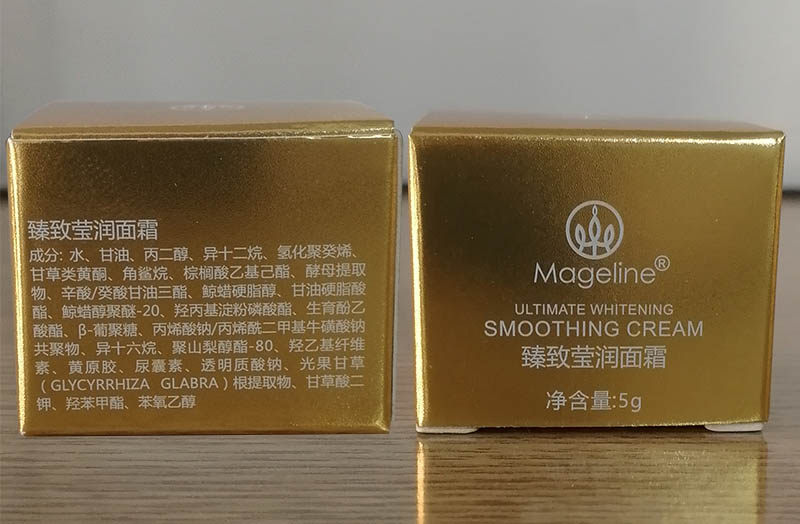 臻致莹润面霜
成分: 水、甘油、丙二醇、异十二烷、氢化聚癸烯、
甘草类黄酮、角鲨烷、棕榈酸乙基己酯、酵母提取
物、辛酸/癸酸甘油三酯、鲸蜡硬脂醇、甘油硬脂酸
酯、鲸蜡醇聚醚-20、羟丙基淀粉磷酸酯、生育酚乙
酸酯、β-葡聚糖、丙烯酸钠/丙烯酰二甲基牛磺酸钠
共聚物、异十六烷、聚山梨醇酯-80、羟乙基纤维
素、黄原胶、尿囊素、透明质酸钠、光果甘草
(GLYCYRRHIZA GLABRA)根提取物、甘草酸二
钾、羟苯甲酯、苯氧乙醇
Mageline®
ULTIMATE WHITENING
SMOOTHING CREAM
臻致莹润面霜
净含量:5g